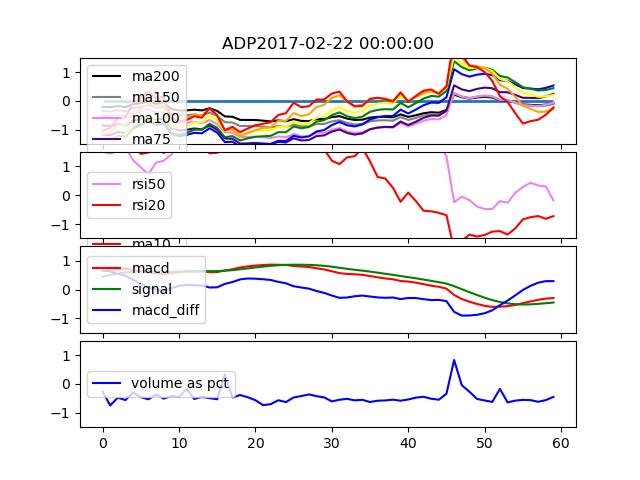 ADP2017-02-22 00:00:00
1
0
−1
ma200
ma150
ma100
ma75
1
0
−1
rsi50
rsi20
ma10
1
0
−1
macd
signal
macd_diff
1
0
−1
volume as pct
0 10 20 30 40 50 60